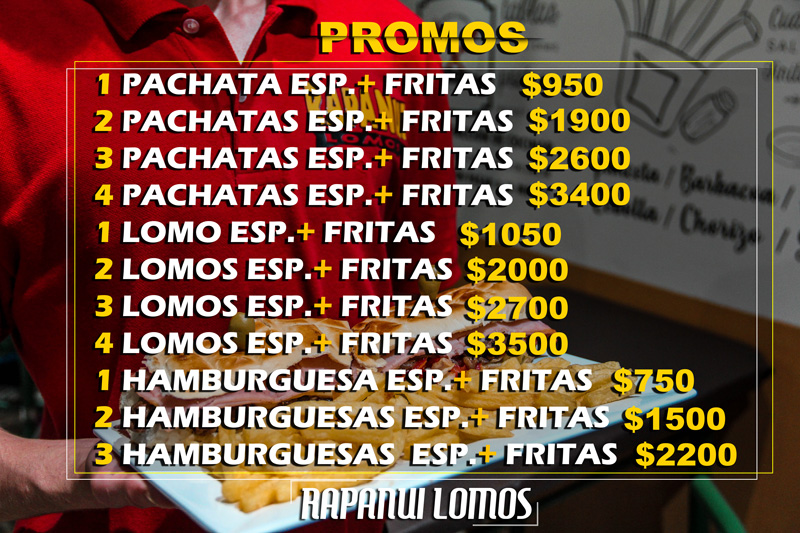 PROMOS
1 PACHATA ESP.+ FRITAS $950
2 PACHATAS ESP.+ FRITAS $1900
3 PACHATAS ESP.+ FRITAS $2600
4 PACHATAS ESP.+ FRITAS $3400
1 LOMO ESP.+ FRITAS $1050
2 LOMOS ESP.+ FRITAS $2000
3 LOMOS ESP.+ FRITAS $2700
4 LOMOS ESP.+ FRITAS $3500
1 HAMBURGUESA ESP.+ FRITAS $750
2 HAMBURGUESAS ESP.+ FRITAS $1500
3 HAMBURGUESAS ESP.+ FRITAS $2200
RAPANUI LOMOS
LOMOS
Barbacoa /
Chorizo /